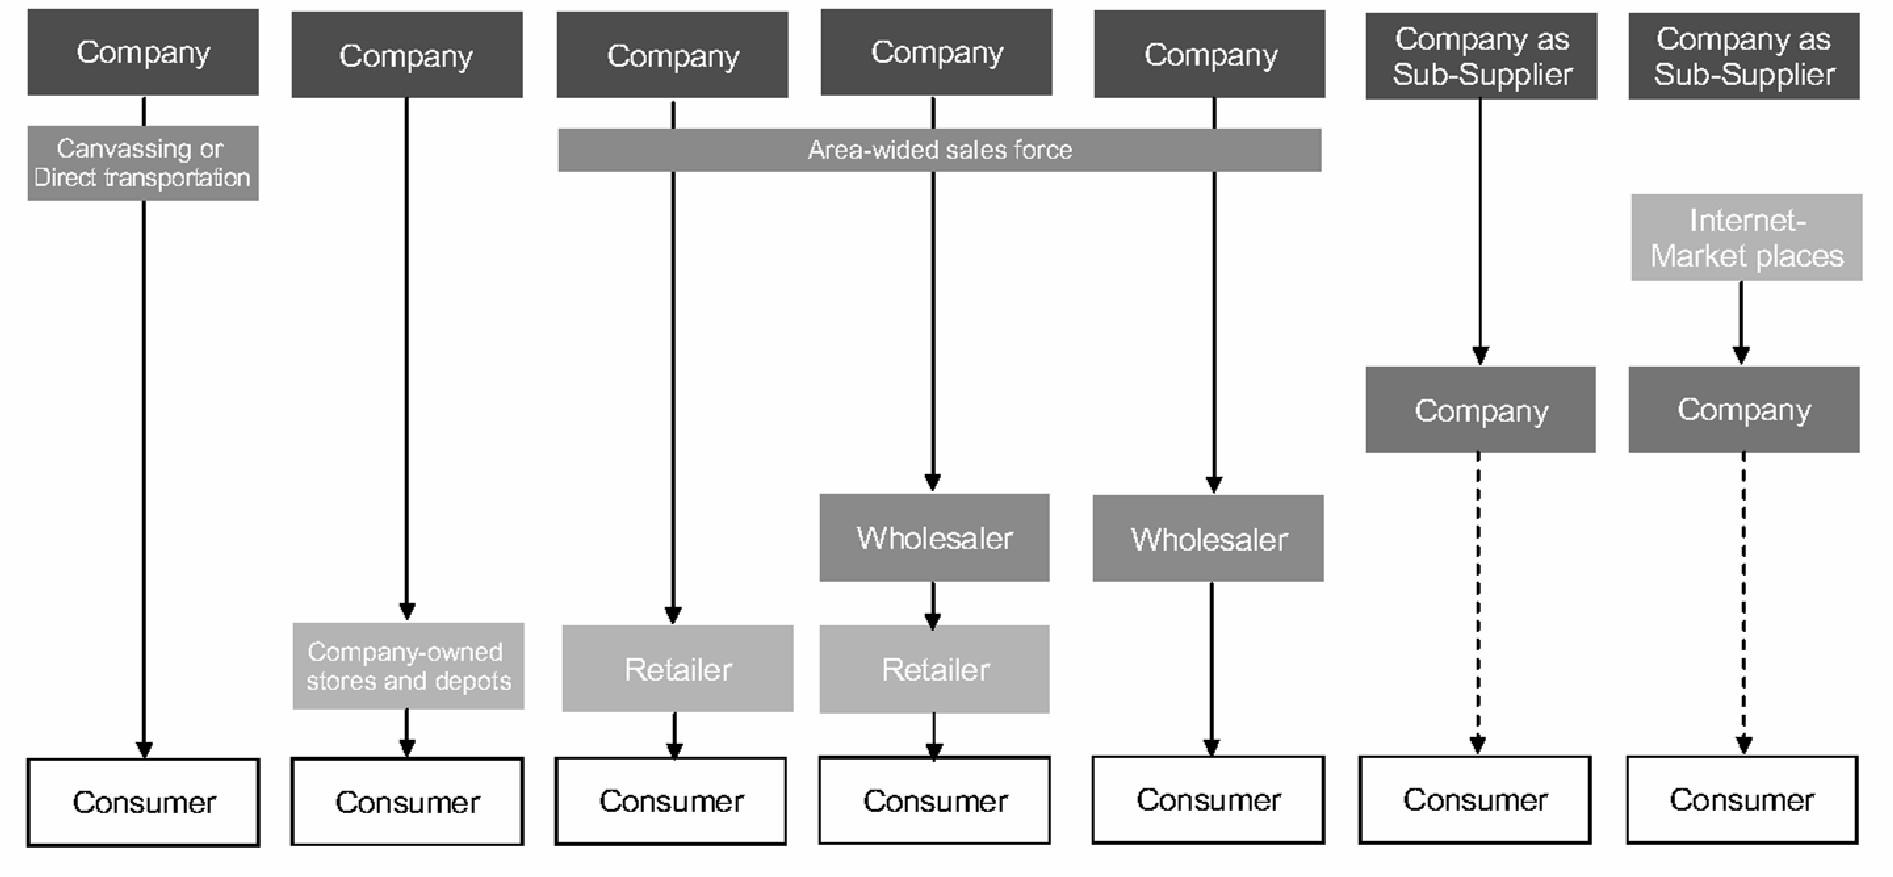 Company
Company
Company
Company
Company
Company as
Sub-Supplier
Company as
Sub-Supplier
Canvassing or
Direct transportation
Area-wided sales force
Internet-
Market places
Company
Company
Wholesaler
Wholesaler
Company-owned
stores and depots
Retailer
Retailer
Consumer
Consumer
Consumer
Consumer
Consumer
Consumer
Consumer